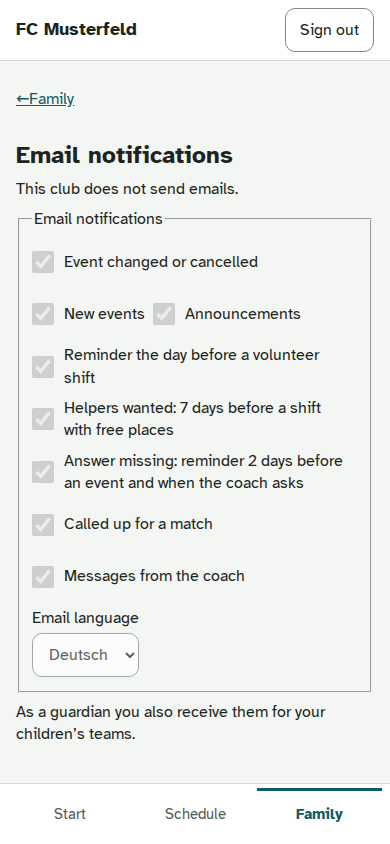 FC Musterfeld
Sign out
←Family
Email notifications
This club does not send emails.
Email notifications
Event changed or cancelled
New events Announcements
Reminder the day before a volunteer
shift
Helpers wanted: 7 days before a shift
with free places
Answer missing: reminder 2 days before
an event and when the coach asks
Called up for a match
Messages from the coach
Email language
Deutsch
As a guardian you also receive them for your
children’s teams.
Start Schedule Family